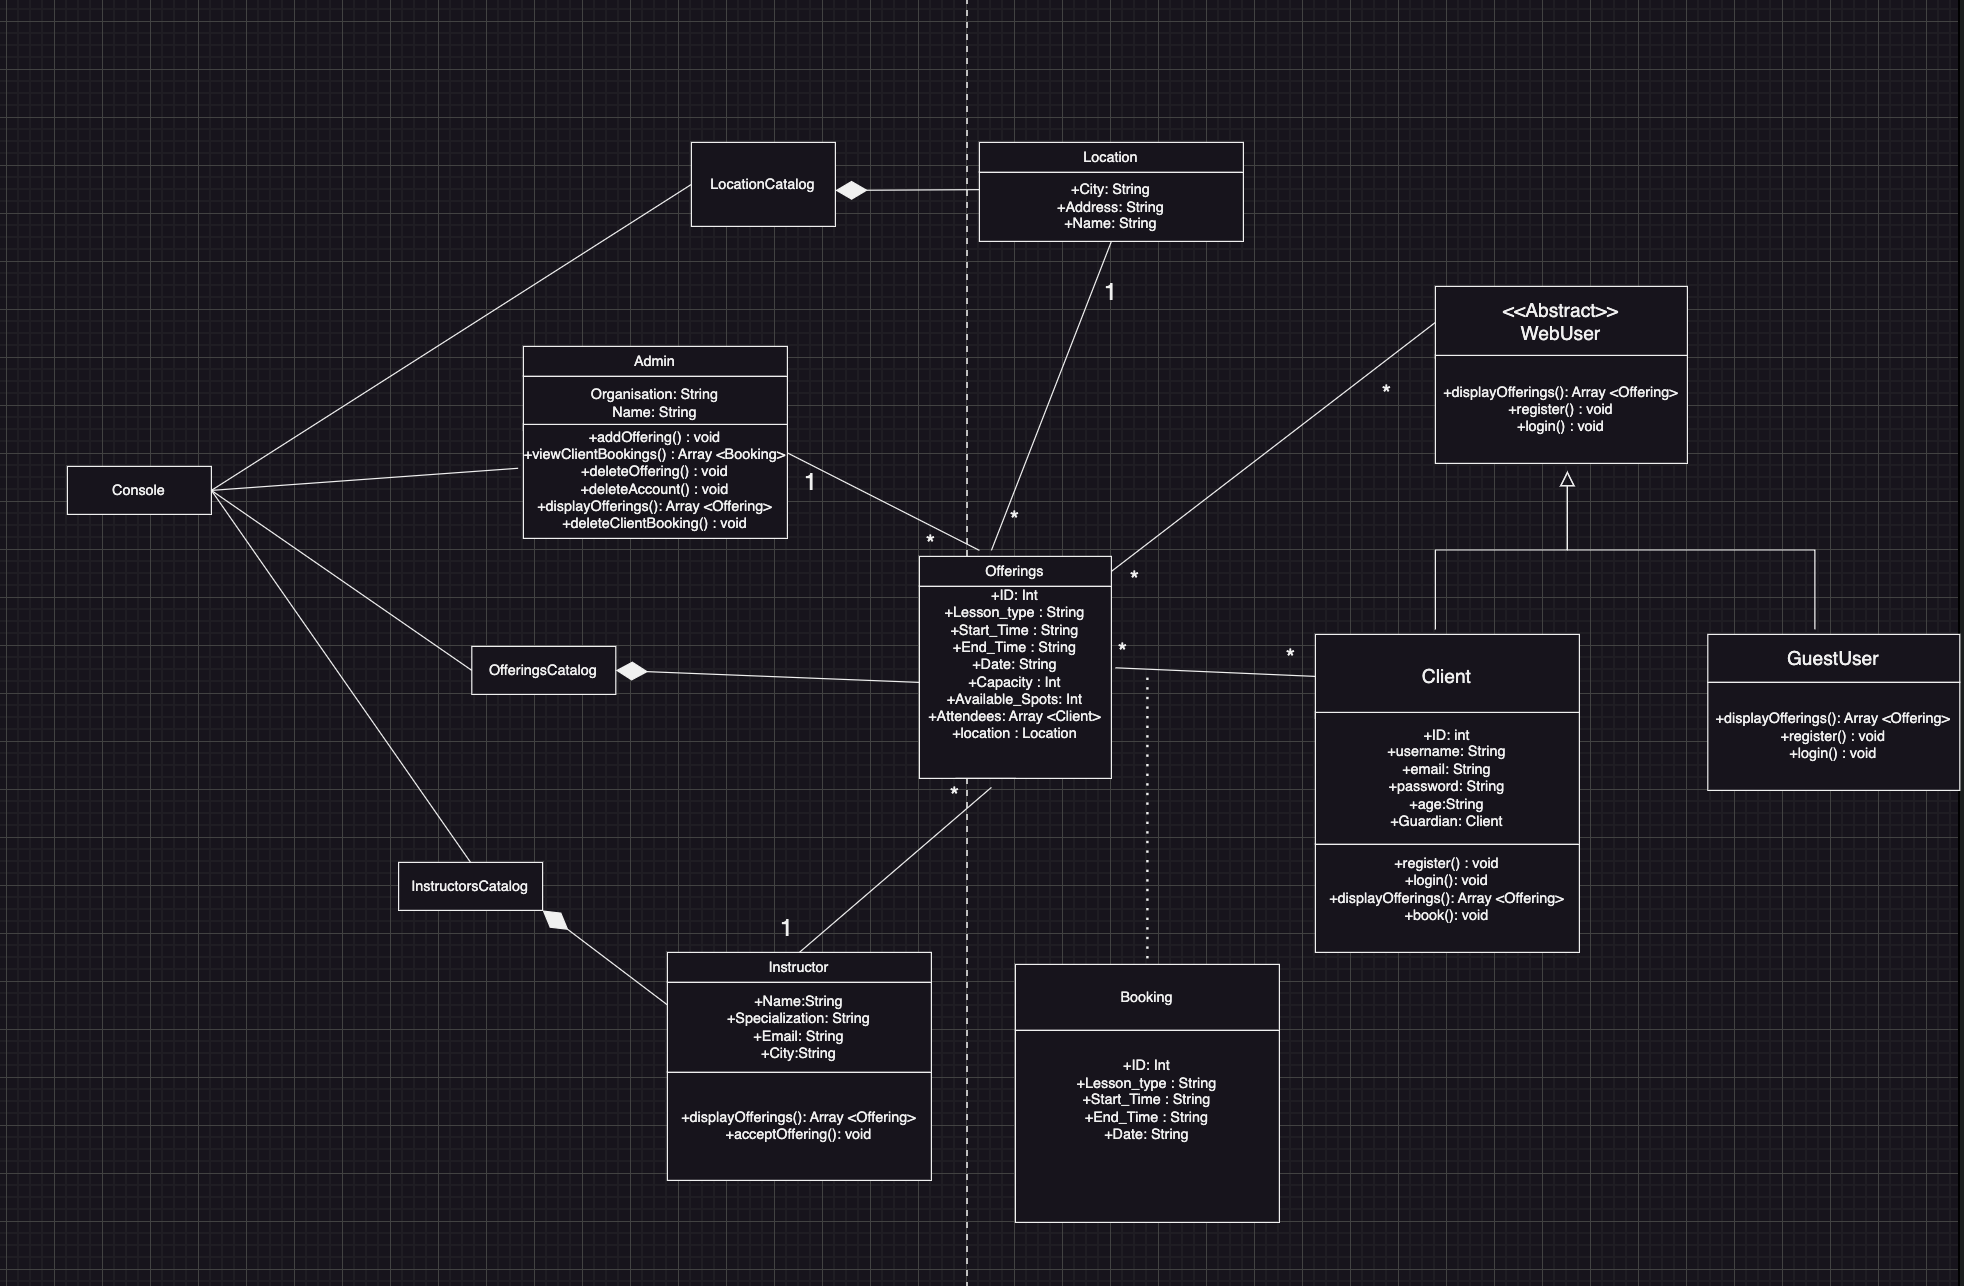 LocationCatalog
Location
+City: String
+Address: String
+Name: String
1
<<Abstract>>
WebUser
+displayOfferings(): Array <Offering>
+register() : void
+login() : void
*
Admin
Organisation: String
Name: String
+addOffering() : void
+viewClientBookings() : Array <Booking>
+deleteOffering() : void
+deleteAccount() : void
+displayOfferings(): Array <Offering>
+deleteClientBooking() : void
1
Console
*
*
Offerings
+ID: Int
+Lesson_type : String
+Start_Time : String
+End_Time : String
+Date: String
+Capacity : Int
+Available_Spots: Int
+Attendees: Array <Client>
+location : Location
*
*
*
OfferingsCatalog
Client
+ID: int
+username: String
+email: String
+password: String
+age:String
+Guardian: Client
+register() : void
+login(): void
+displayOfferings(): Array <Offering>
+book(): void
GuestUser
+displayOfferings(): Array <Offering>
+register() : void
+login() : void
*
InstructorsCatalog
1
Instructor
+Name:String
+Specialization: String
+Email: String
+City:String
+displayOfferings(): Array <Offering>
+acceptOffering(): void
Booking
+ID: Int
+Lesson_type : String
+Start_Time : String
+End_Time : String
+Date: String